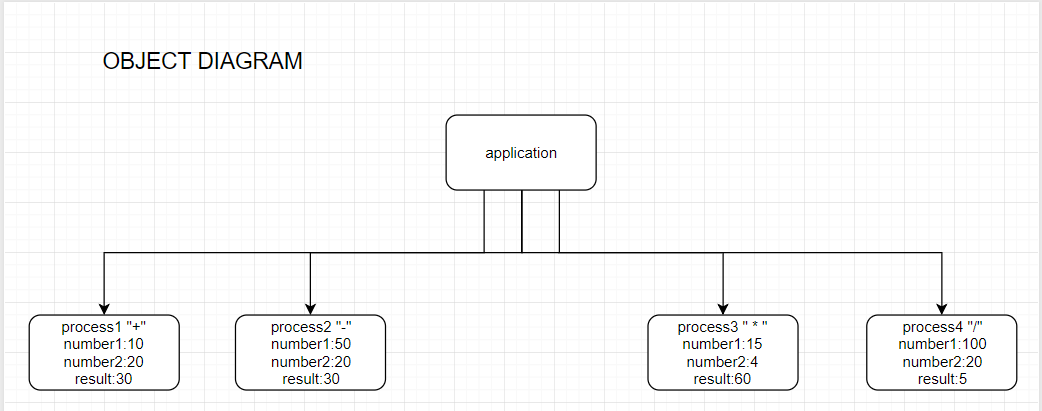 OBJECT DIAGRAM
application
process1 "+"
number1:10
number2:20
result:30
process2 "-"
number1:50
number2:20
result:30
process3 " * "
number1:15
number2:4
result:60
process4 "/"
number1:100
number2:20
result:5